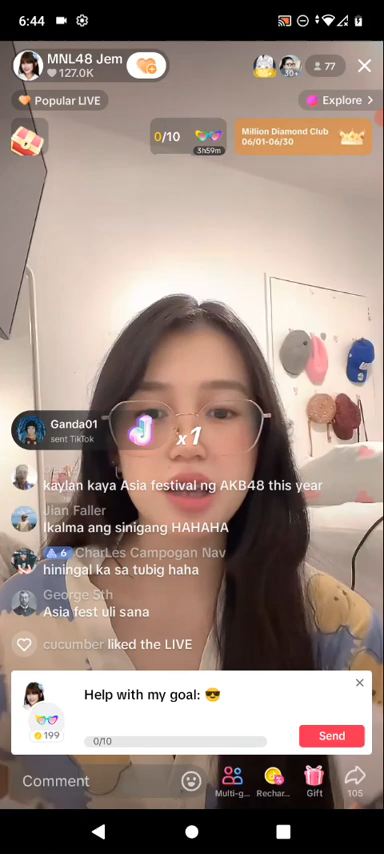 6:44
MNL48 Jem
127.0K
30+
77
Popular LIVE
Explore >
0/10
3h59m
Million Diamond Club
06/01-06/30
Ganda01
sent TikTok
x1
kaylan kaya Asia festival ng AKB48 this year
Jian Faller
Ikalma ang sinigang HAHAHA
6 CharLes Campogan Nav
hiningal ka sa tubig haha
George Sth
Asia fest uli sana
cucumber liked the LIVE
Help with my goal: 😎
199
0/10
Send
Comment
Multi-g...
Rechar...
Gift
105